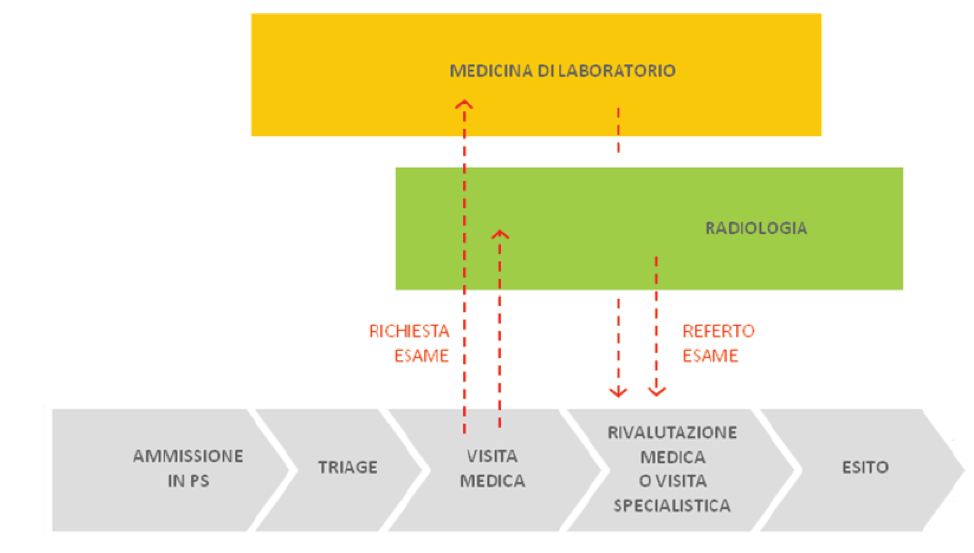 MEDICINA DI LABORATORIO
RADIOLOGIA
RICHIESTA
ESAME
REFERTO
ESAME
AMMISSIONE
IN PS
TRIAGE
VISITA
MEDICA
RIVALUTAZIONE
MEDICA
O VISITA
SPECIALISTICA
ESITO